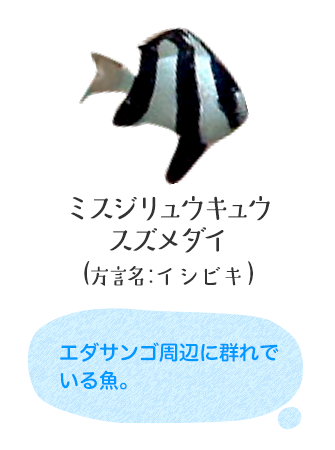 ミスジリュウキュウ
スズメダイ
(方言名:イシビキ)
エダサンゴ周辺に群れで
いる魚。